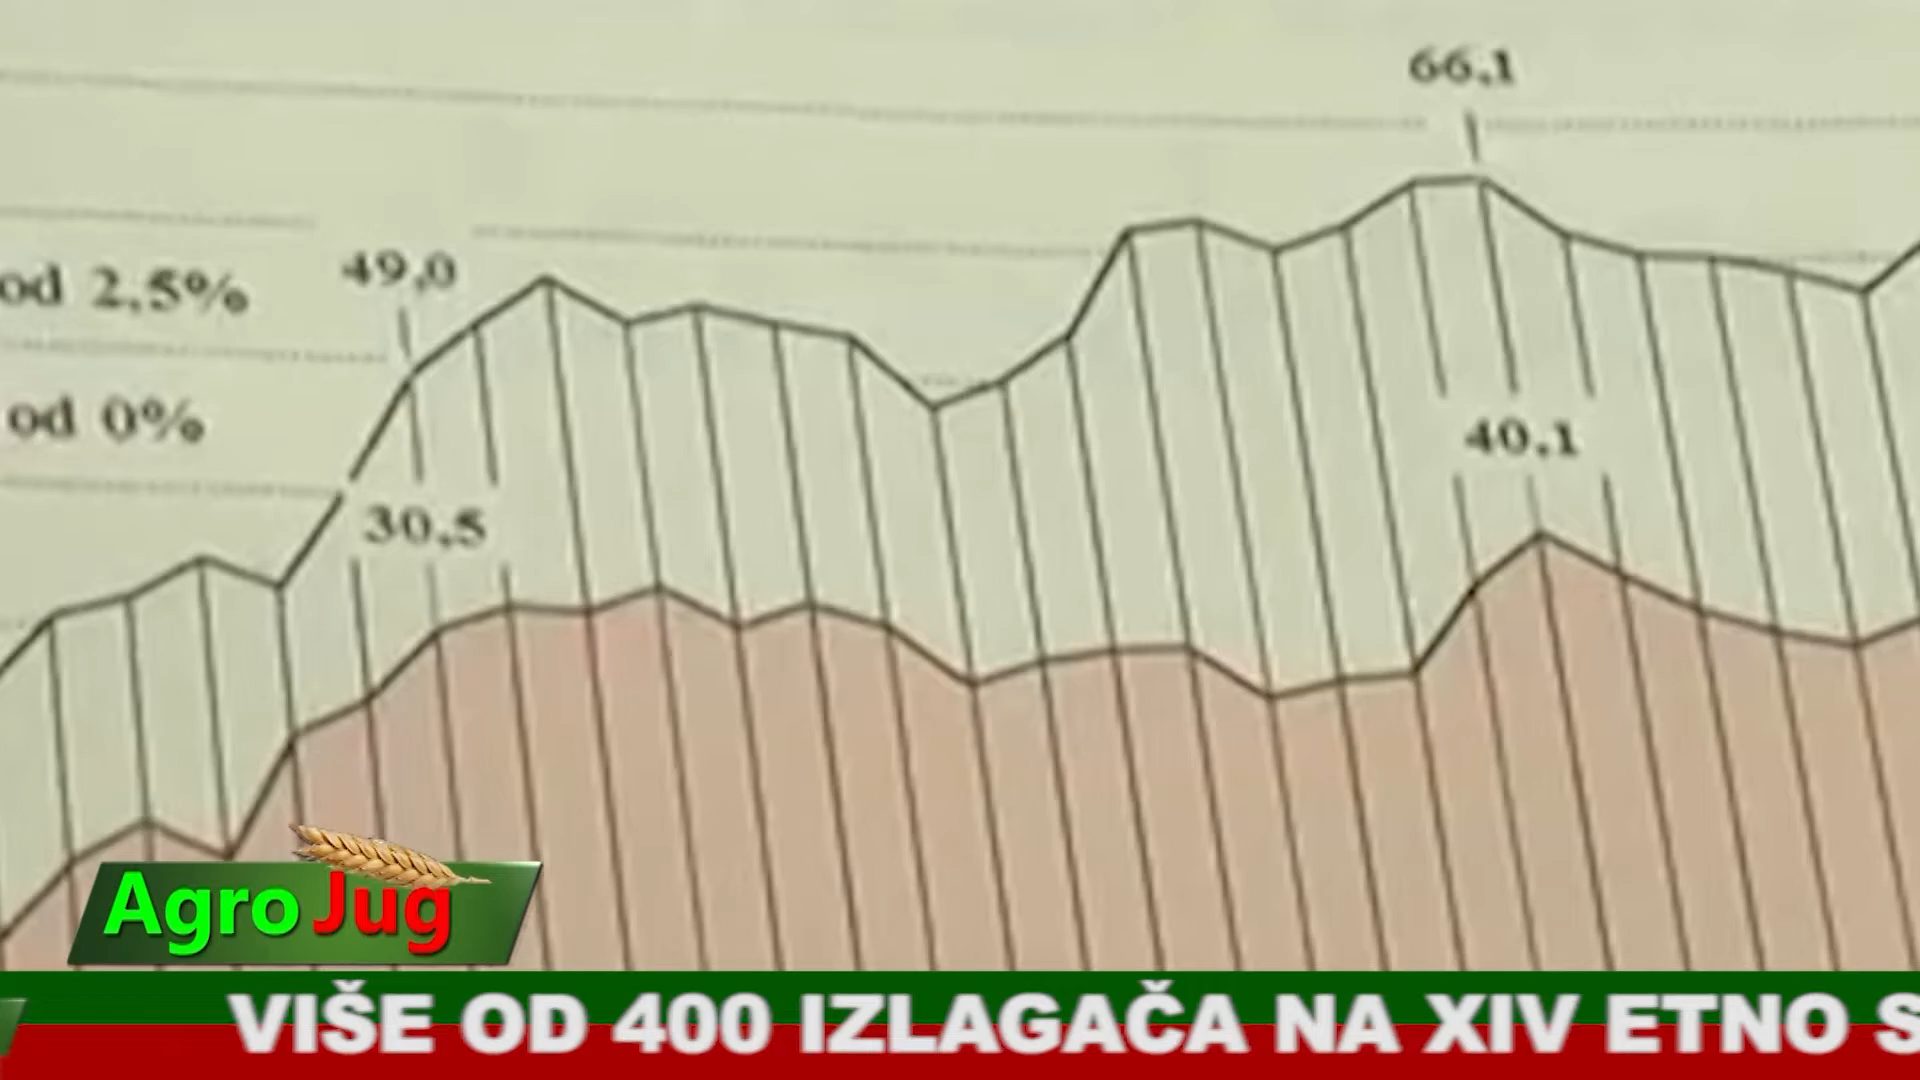 66,1
od 2,5%
49,0
od 0%
40,1
30,5
Agro Jug
VIŠE OD 400 IZLAGAČA NA XIV ETNO S